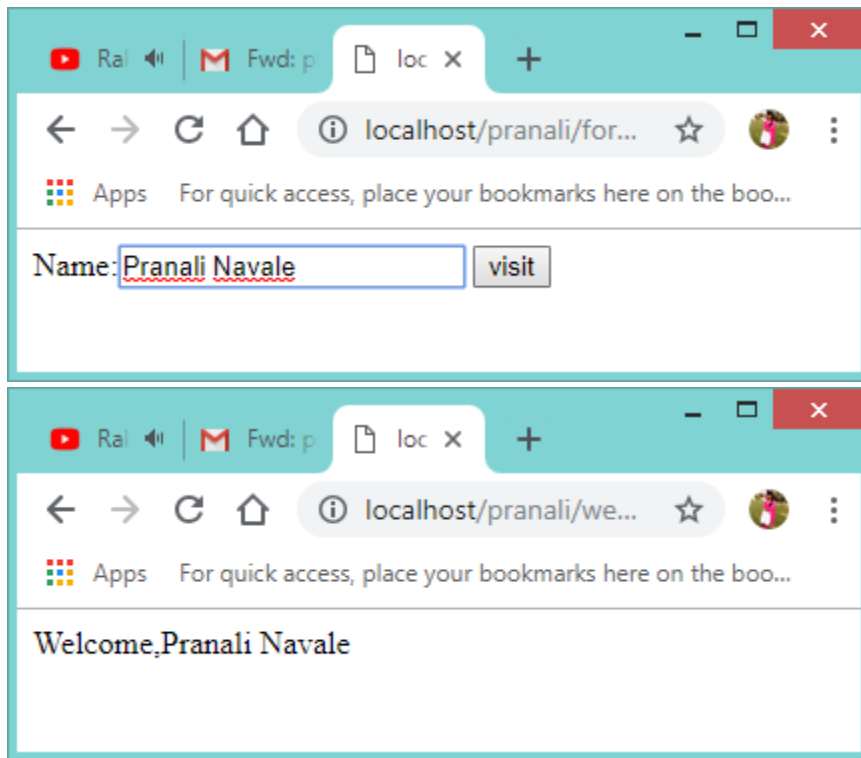 Ral Fwd: p loc
localhost/pranali/for...
Apps For quick access, place your bookmarks here on the boo...
Name: Pranali Navale visit
Ral Fwd: p loc
localhost/pranali/we...
Apps For quick access, place your bookmarks here on the boo...
Welcome,Pranali Navale